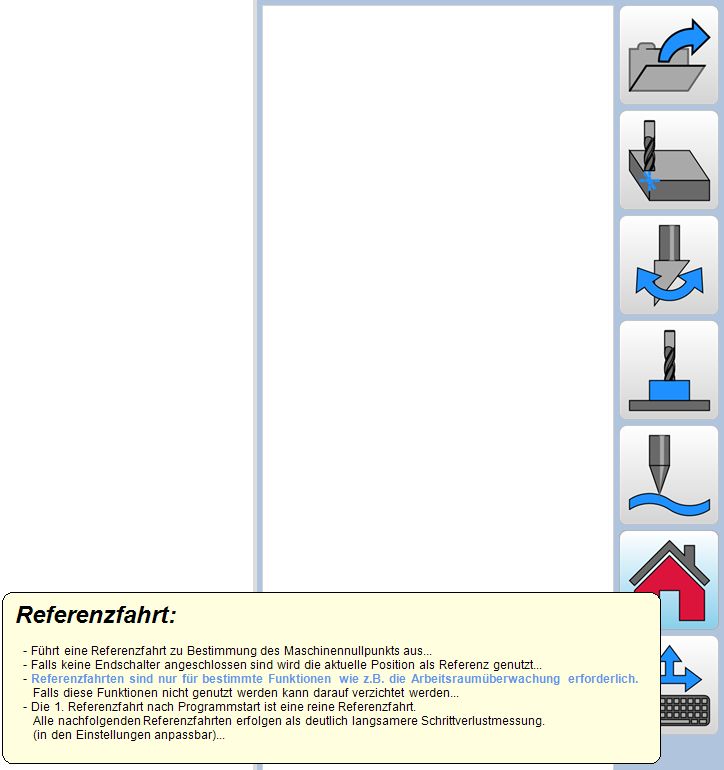 Referenzfahrt:
- Führt eine Referenzfahrt zu Bestimmung des Maschinennullpunkts aus...
- Falls keine Endschalter angeschlossen sind wird die aktuelle Position als Referenz genutzt...
- Referenzfahrten sind nur für bestimmte Funktionen wie z.B. die Arbeitsraumüberwachung erforderlich.
Falls diese Funktionen nicht genutzt werden kann darauf verzichtet werden...
- Die 1. Referenzfahrt nach Programmstart ist eine reine Referenzfahrt.
Alle nachfolgenden Referenzfahrten erfolgen als deutlich langsamere Schrittverlustmessung.
(in den Einstellungen anpassbar)...